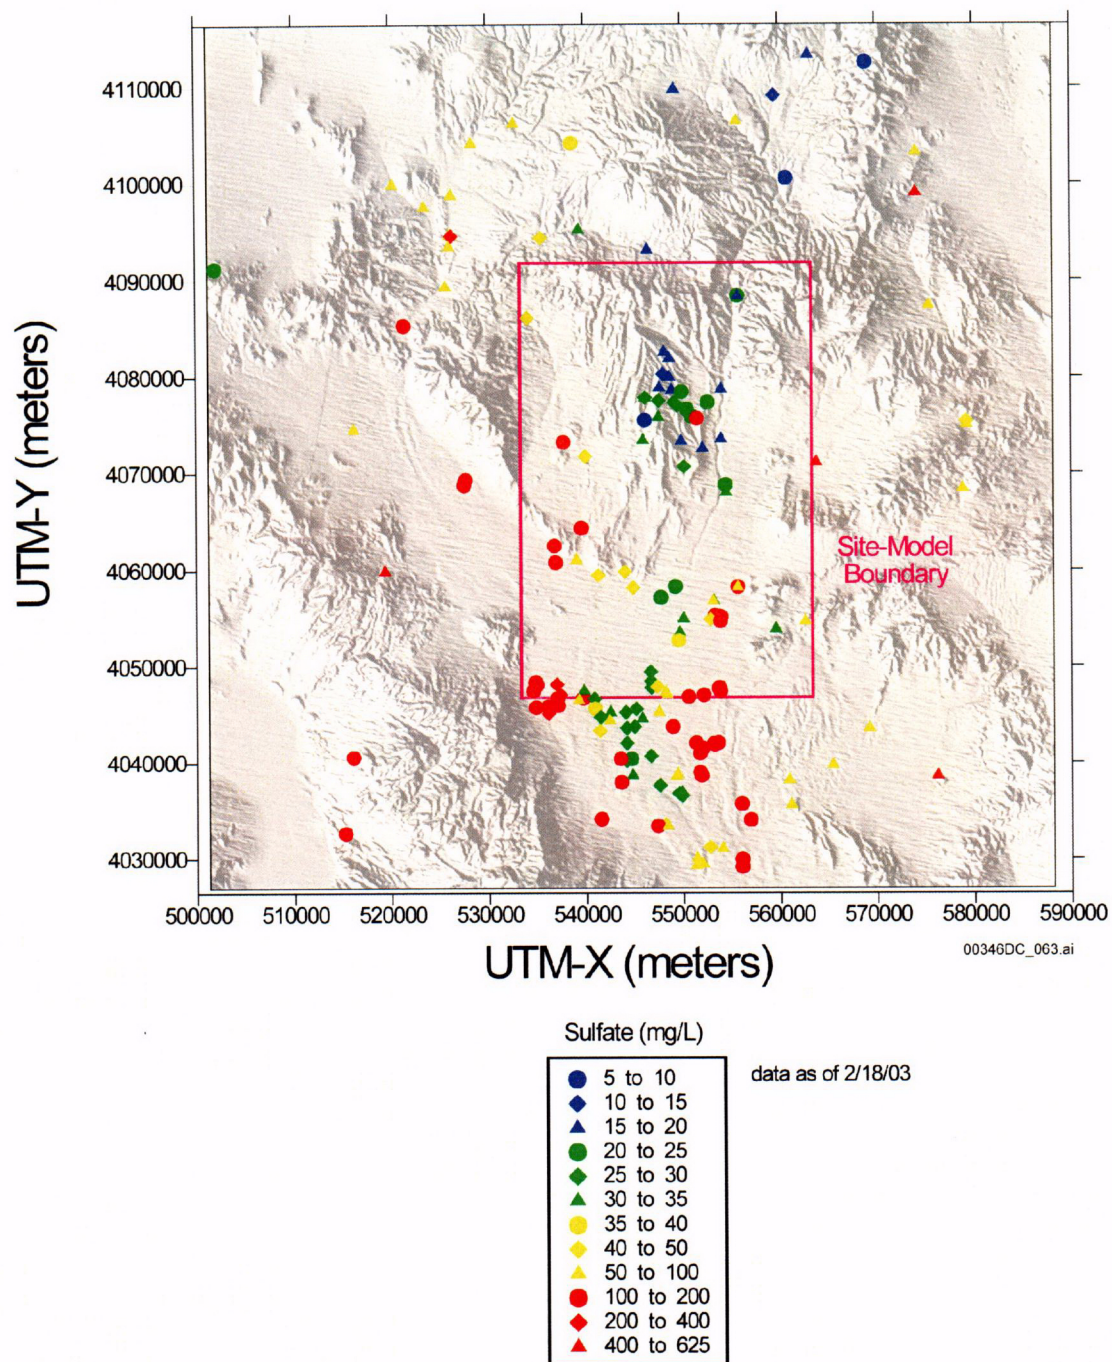 4110000
4100000
4090000
4080000
4070000
4060000
4050000
4040000
4030000
UTM-Y (meters)
Site-Model
Boundary
500000 510000 520000 530000 540000 550000 560000 570000 580000 590000
UTM-X (meters)
00346DC_063.ai
Sulfate (mg/L)
data as of 2/18/03
5 to 10
10 to 15
15 to 20
20 to 25
25 to 30
30 to 35
35 to 40
40 to 50
50 to 100
100 to 200
200 to 400
400 to 625